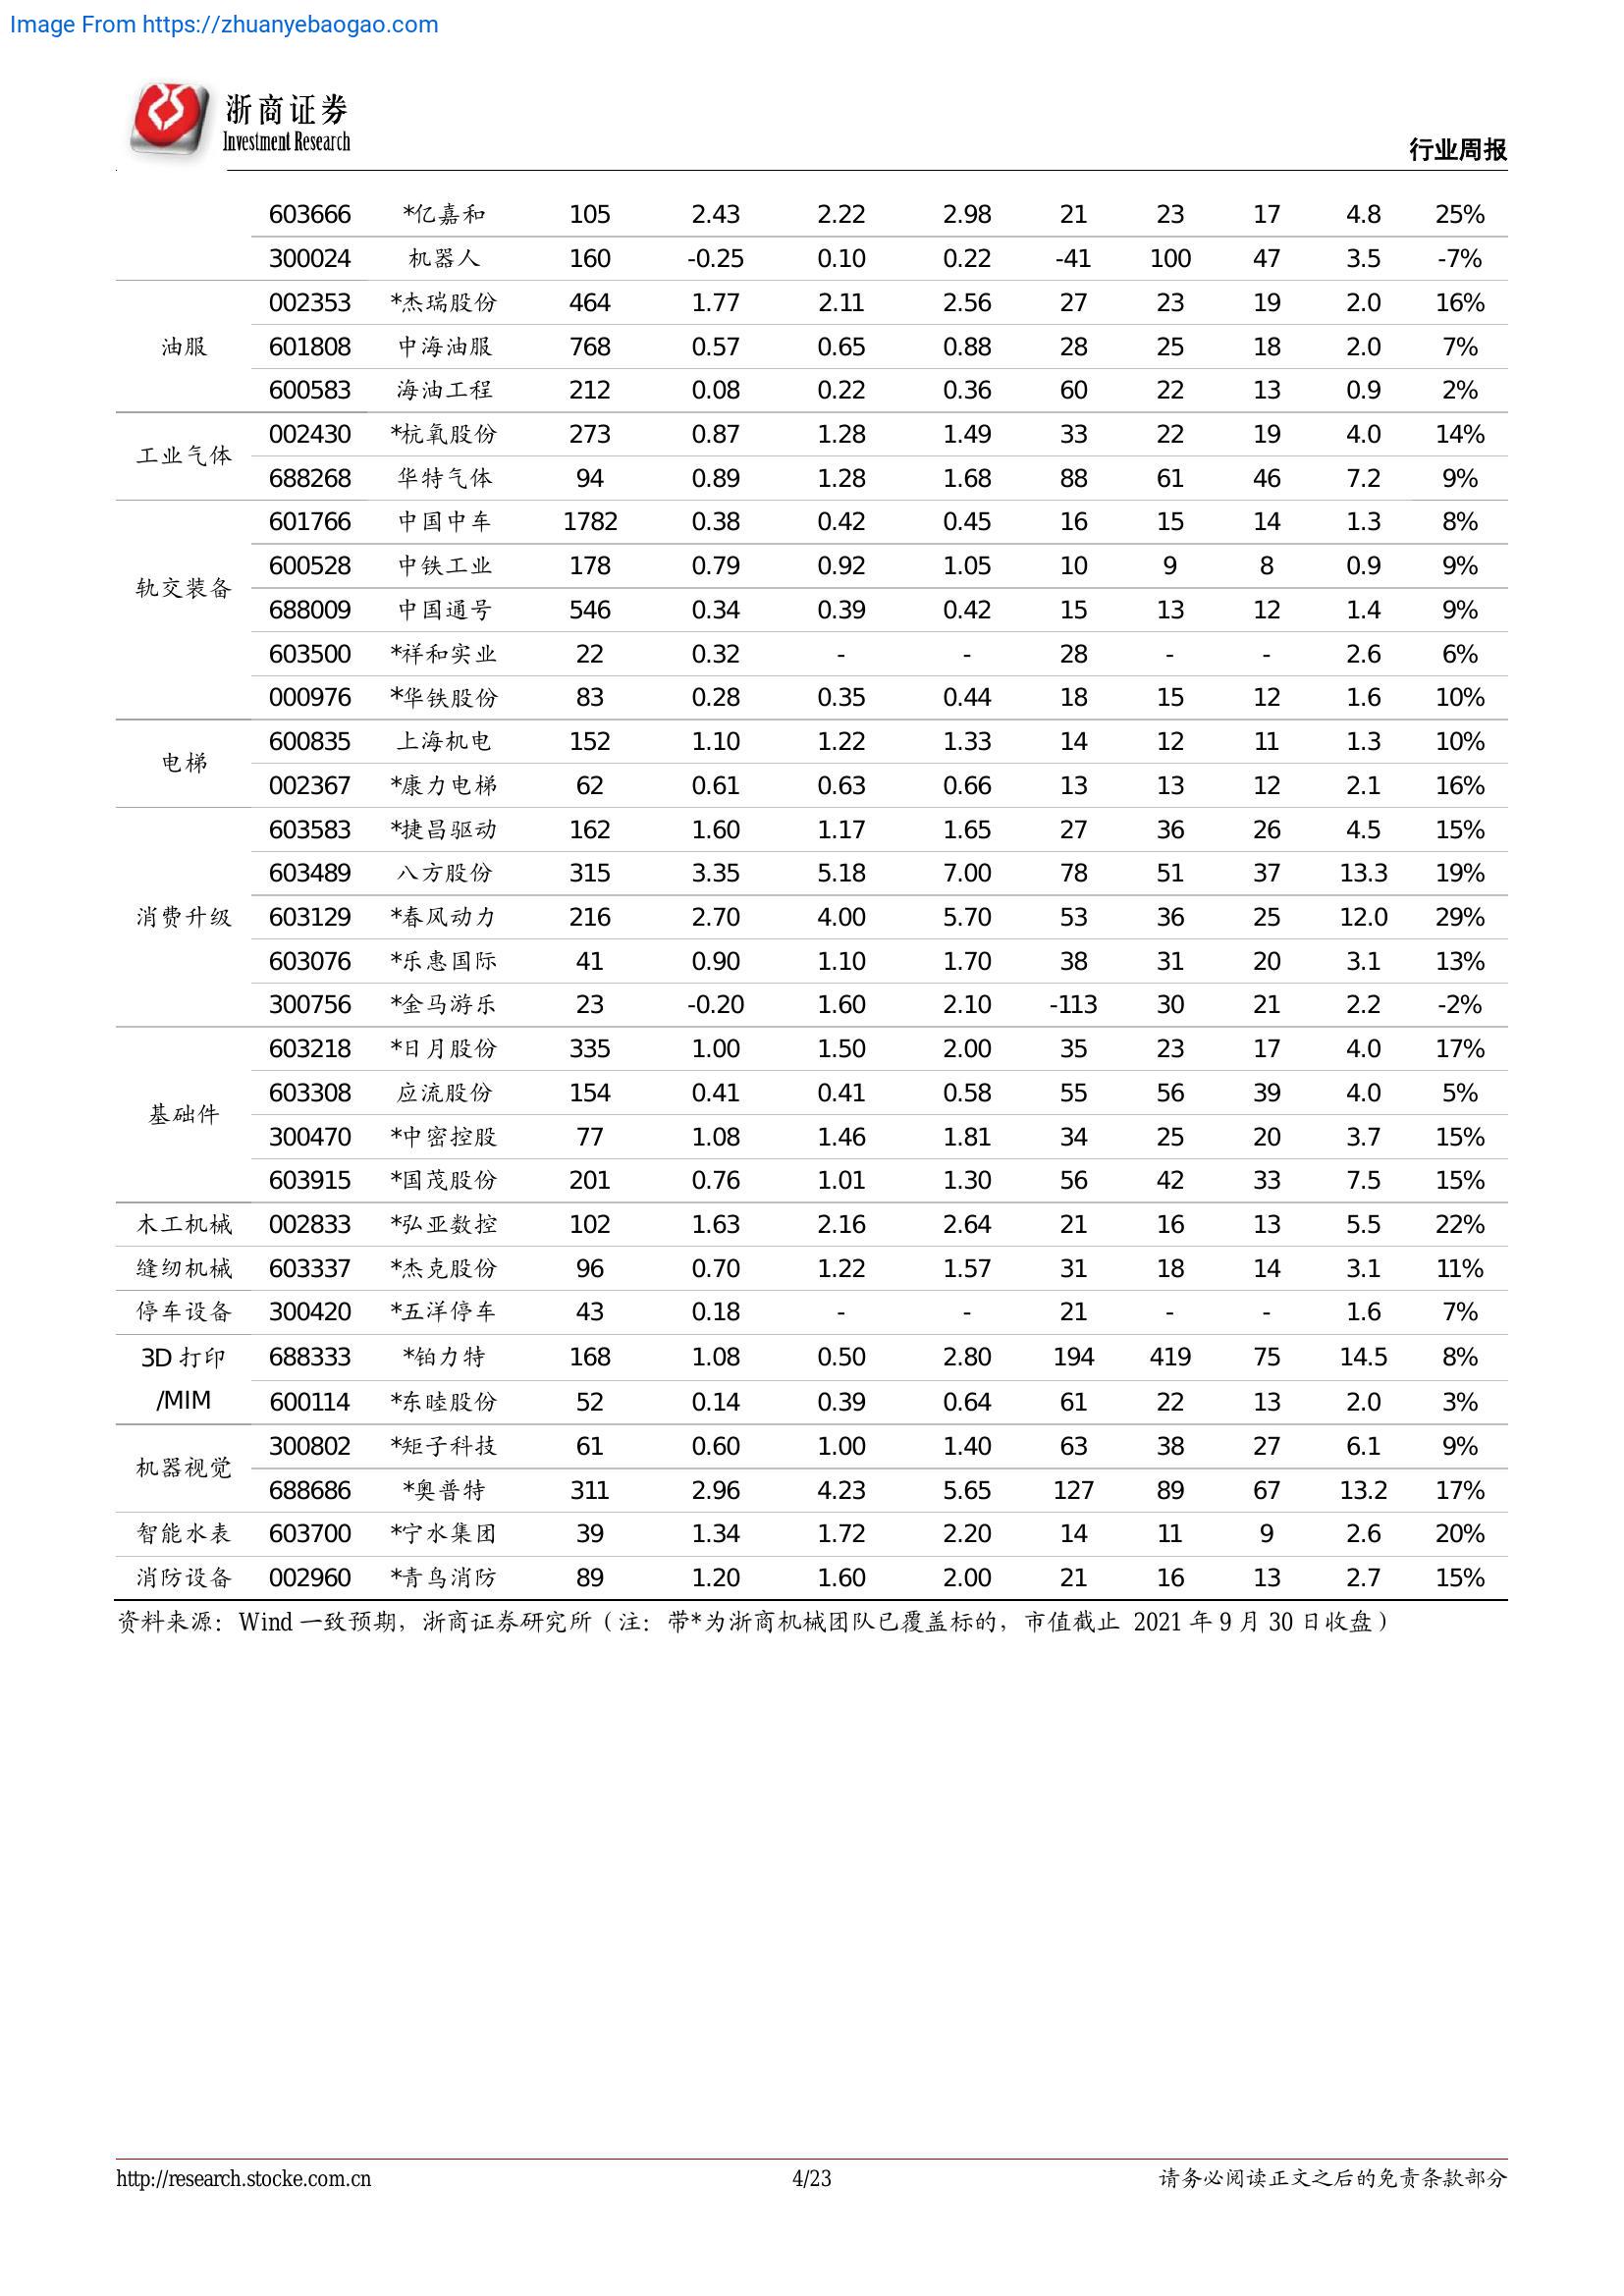 Image From https://zhuanyebaogao.com
浙商证券
Investment Research
行业周报
603666 *亿嘉和 105 2.43 2.22 2.98 21 23 17 4.8 25%
300024 机器人 160 -0.25 0.10 0.22 -41 100 47 3.5 -7%
002353 *杰瑞股份 464 1.77 2.11 2.56 27 23 19 2.0 16%
油服 601808 中海油服 768 0.57 0.65 0.88 28 25 18 2.0 7%
600583 海油工程 212 0.08 0.22 0.36 60 22 13 0.9 2%
工业气体 002430 *杭氧股份 273 0.87 1.28 1.49 33 22 19 4.0 14%
688268 华特气体 94 0.89 1.28 1.68 88 61 46 7.2 9%
601766 中国中车 1782 0.38 0.42 0.45 16 15 14 1.3 8%
600528 中铁工业 178 0.79 0.92 1.05 10 9 8 0.9 9%
轨交装备 688009 中国通号 546 0.34 0.39 0.42 15 13 12 1.4 9%
603500 *祥和实业 22 0.32 - - 28 - - 2.6 6%
000976 *华铁股份 83 0.28 0.35 0.44 18 15 12 1.6 10%
电梯 600835 上海机电 152 1.10 1.22 1.33 14 12 11 1.3 10%
002367 *康力电梯 62 0.61 0.63 0.66 13 13 12 2.1 16%
603583 *捷昌驱动 162 1.60 1.17 1.65 27 36 26 4.5 15%
603489 八方股份 315 3.35 5.18 7.00 78 51 37 13.3 19%
消费升级 603129 *春风动力 216 2.70 4.00 5.70 53 36 25 12.0 29%
603076 *乐惠国际 41 0.90 1.10 1.70 38 31 20 3.1 13%
300756 *金马游乐 23 -0.20 1.60 2.10 -113 30 21 2.2 -2%
603218 *日月股份 335 1.00 1.50 2.00 35 23 17 4.0 17%
603308 应流股份 154 0.41 0.41 0.58 55 56 39 4.0 5%
基础件 300470 *中密控股 77 1.08 1.46 1.81 34 25 20 3.7 15%
603915 *国茂股份 201 0.76 1.01 1.30 56 42 33 7.5 15%
木工机械 002833 *弘亚数控 102 1.63 2.16 2.64 21 16 13 5.5 22%
缝纫机械 603337 *杰克股份 96 0.70 1.22 1.57 31 18 14 3.1 11%
停车设备 300420 *五洋停车 43 0.18 - - 21 - - 1.6 7%
3D 打印 688333 *铂力特 168 1.08 0.50 2.80 194 419 75 14.5 8%
/MIM 600114 *东睦股份 52 0.14 0.39 0.64 61 22 13 2.0 3%
机器视觉 300802 *矩子科技 61 0.60 1.00 1.40 63 38 27 6.1 9%
688686 *奥普特 311 2.96 4.23 5.65 127 89 67 13.2 17%
智能水表 603700 *宁水集团 39 1.34 1.72 2.20 14 11 9 2.6 20%
消防设备 002960 *青鸟消防 89 1.20 1.60 2.00 21 16 13 2.7 15%
资料来源：Wind 一致预期，浙商证券研究所（注：带*为浙商机械团队已覆盖标的，市值截止 2021 年 9 月 30 日收盘）
http://research.stocke.com.cn 4/23 请务必阅读正文之后的免责条款部分